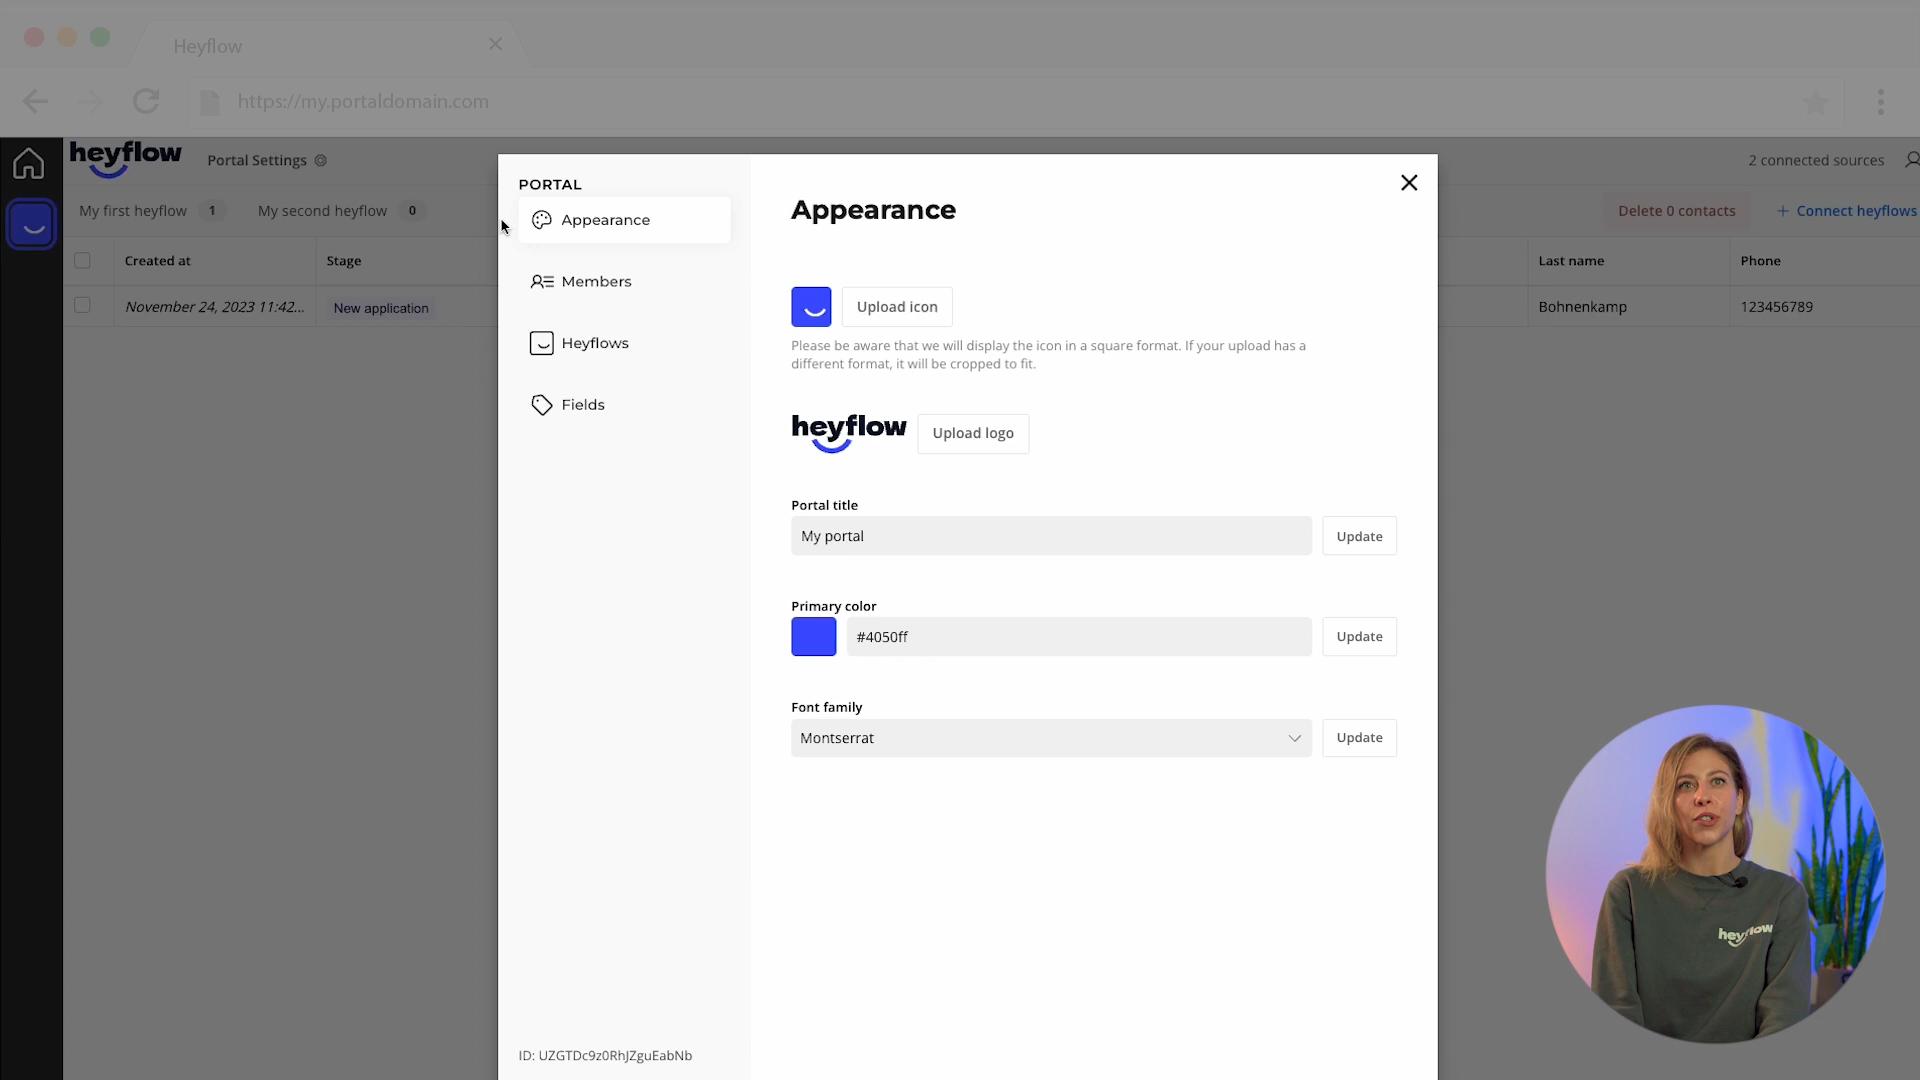 Heyflow
https://my.portaldomain.com
heyflow
Portal Settings
2 connected sources
My first heyflow 1
My second heyflow 0
Delete 0 contacts
+ Connect heyflows
Created at
Stage
Last name
Phone
November 24, 2023 11:42...
New application
Bohnenkamp
123456789
PORTAL
Appearance
Members
Heyflows
Fields
ID: UZGTDc9z0RhJZguEabNb
Appearance
Upload icon
Please be aware that we will display the icon in a square format. If your upload has a
different format, it will be cropped to fit.
heyflow
Upload logo
Portal title
My portal
Update
Primary color
#4050ff
Update
Font family
Montserrat
Update
heyflow